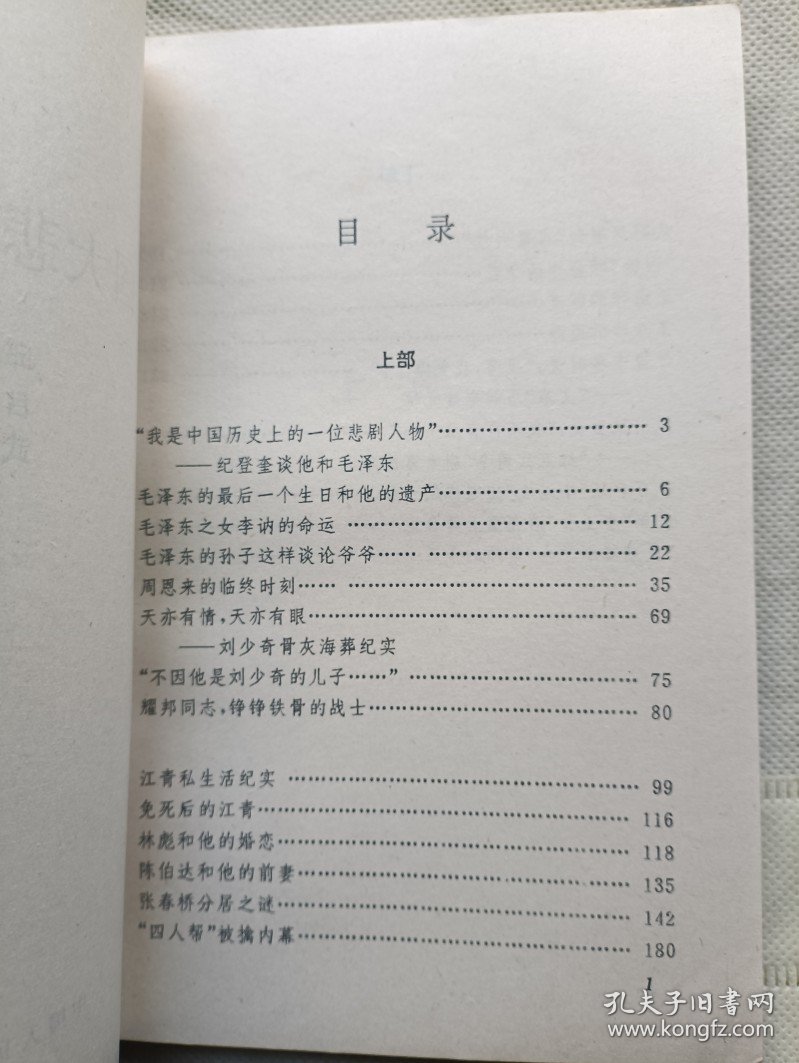 目 录
上部
“我是中国历史上的一位悲剧人物”…………………………… 3
——纪登奎谈他和毛泽东
毛泽东的最后一个生日和他的遗产…………………………… 6
毛泽东之女李讷的命运 …………………………………… 12
毛泽东的孙子这样谈论爷爷…… …………………………… 22
周恩来的临终时刻…… …………………………………… 35
天亦有情，天亦有眼……………………………………… 69
——刘少奇骨灰海葬纪实
“不因他是刘少奇的儿子……” …………………………… 75
耀邦同志，铮铮铁骨的战士………………………………… 80
江青私生活纪实 ………………………………………… 99
免死后的江青…………………………………………… 116
林彪和他的婚恋………………………………………… 118
陈伯达和他的前妻……………………………………… 135
张春桥分居之谜………………………………………… 142
“四人帮”被擒内幕……………………………………… 180
1
孔夫子旧书网
www.kongfz.com